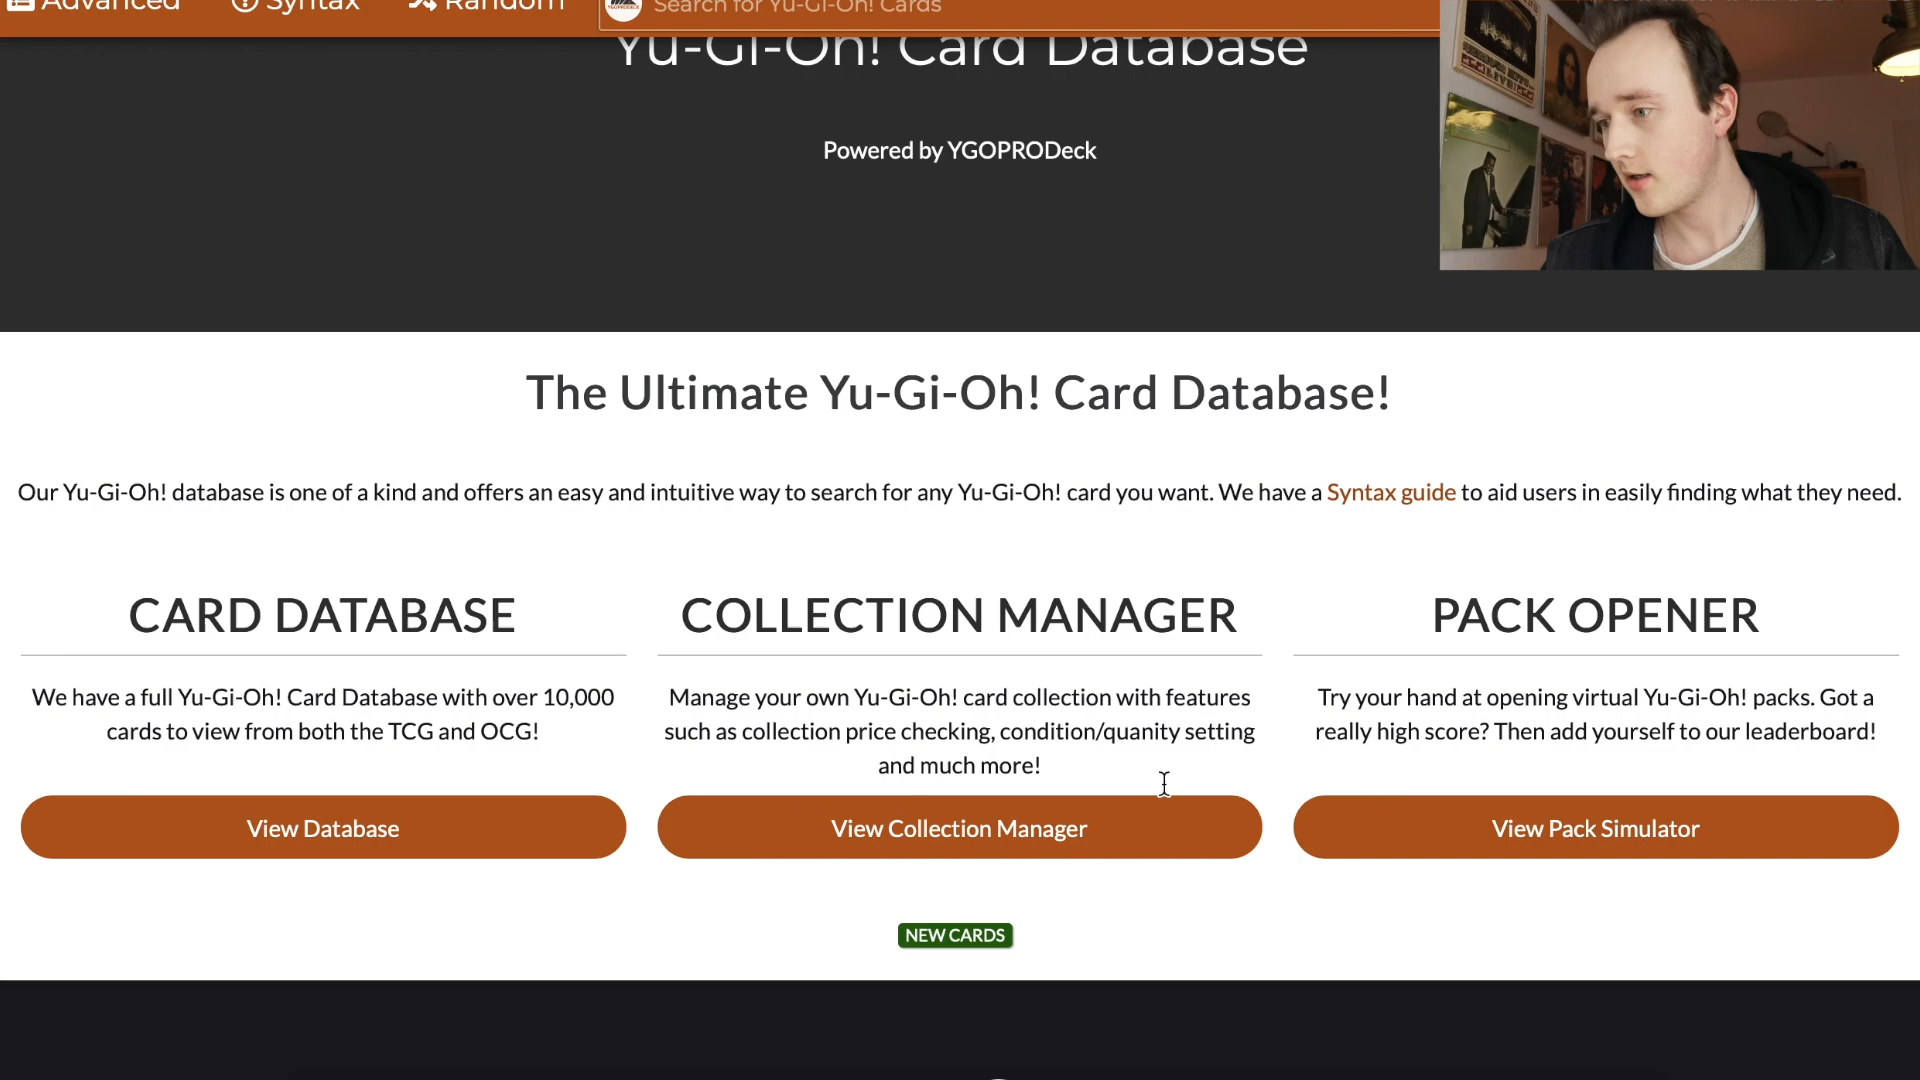 Advanced
Syntax
Random
Search for Yu-Gi-Oh! Cards
Yu-Gi-Oh! Card Database
Powered by YGOPRODeck
The Ultimate Yu-Gi-Oh! Card Database!
Our Yu-Gi-Oh! database is one of a kind and offers an easy and intuitive way to search for any Yu-Gi-Oh! card you want. We have a Syntax guide to aid users in easily finding what they need.
CARD DATABASE
We have a full Yu-Gi-Oh! Card Database with over 10,000
cards to view from both the TCG and OCG!
View Database
COLLECTION MANAGER
Manage your own Yu-Gi-Oh! card collection with features
such as collection price checking, condition/quanity setting
and much more!
View Collection Manager
PACK OPENER
Try your hand at opening virtual Yu-Gi-Oh! packs. Got a
really high score? Then add yourself to our leaderboard!
View Pack Simulator
NEW CARDS